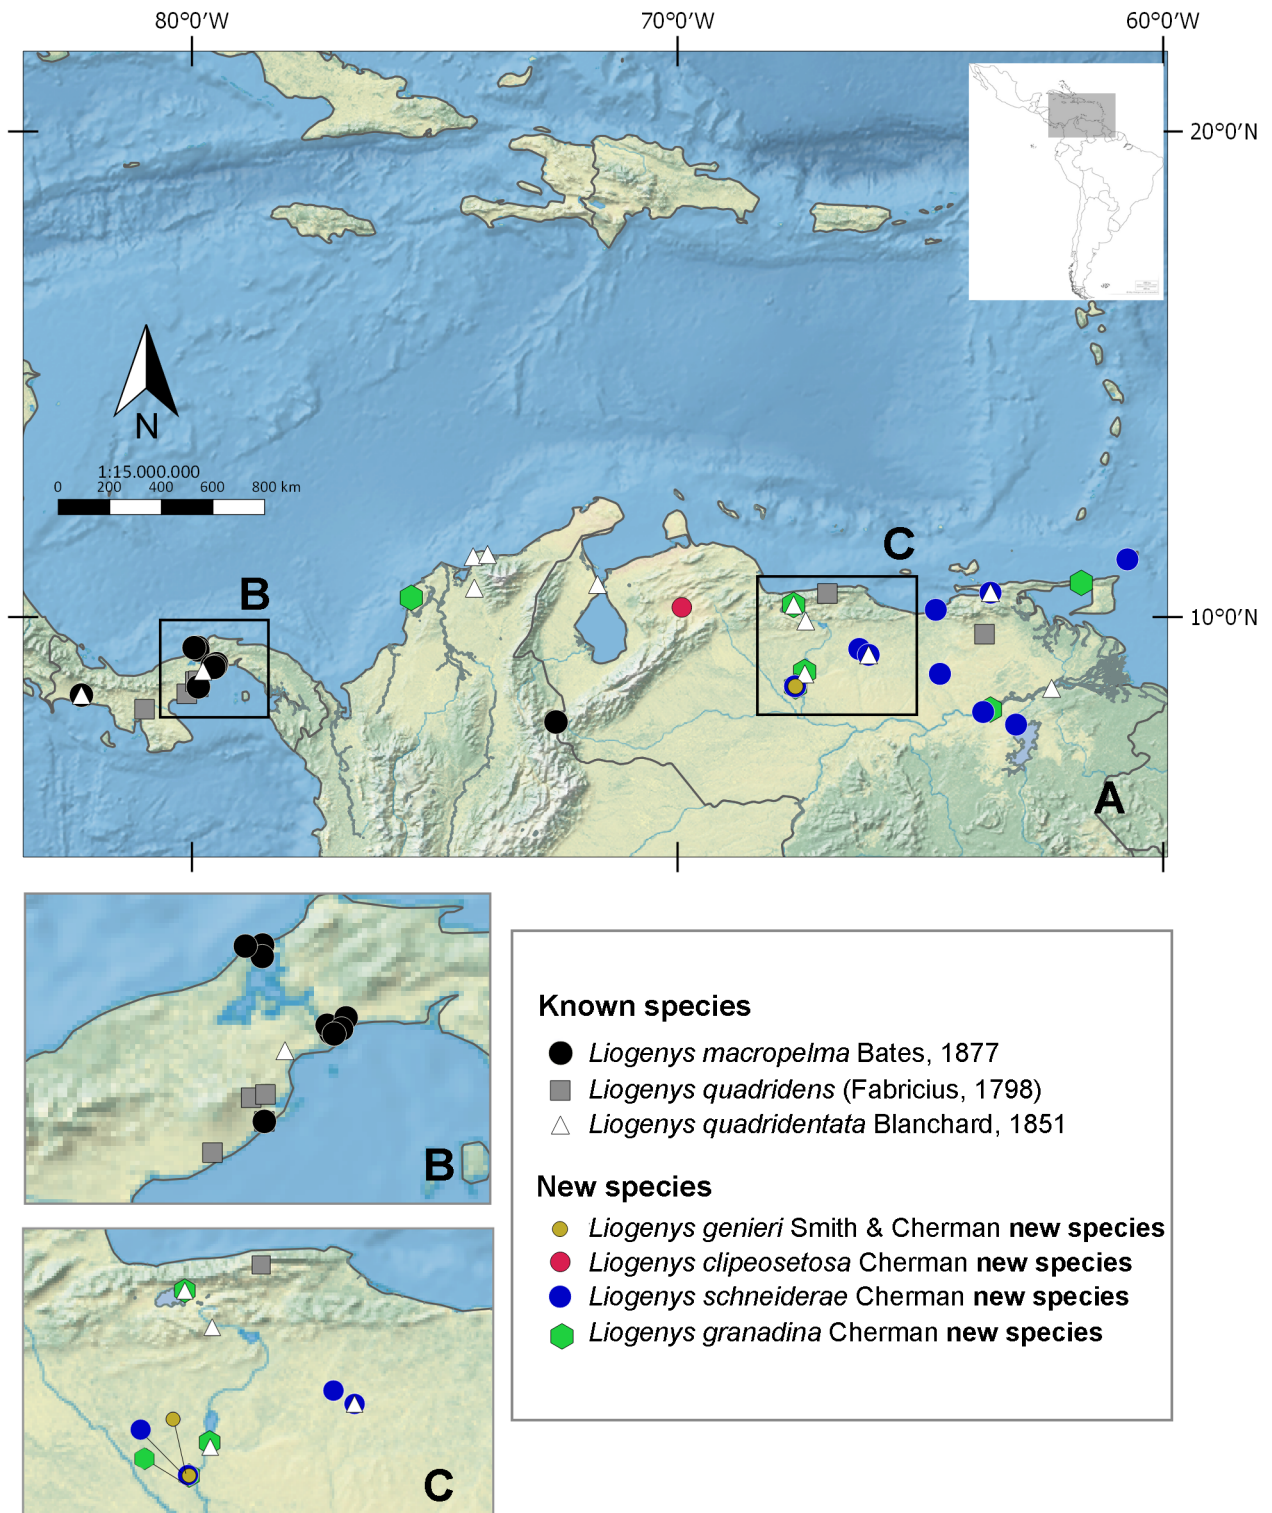 80°0′W 70°0′W 60°0′W
20°0′N
N
1:15.000.000
0 200 400 600 800 km
C
B
10°0′N
A
B
C
Known species
Liogenys macropelma Bates, 1877
Liogenys quadridens (Fabricius, 1798)
Liogenys quadridentata Blanchard, 1851
New species
Liogenys genieri Smith & Cherman new species
Liogenys clipeosetosa Cherman new species
Liogenys schneiderae Cherman new species
Liogenys granadina Cherman new species